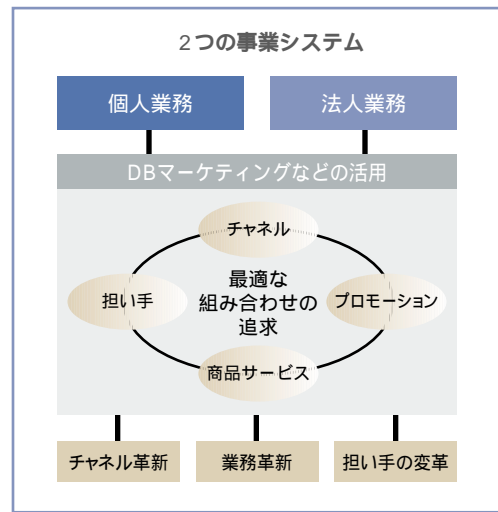 2つの事業システム
個人業務
法人業務
DBマーケティングなどの活用
チャネル
担い手
最適な
組み合わせの
追求
プロモーション
商品サービス
チャネル革新
業務革新
担い手の変革